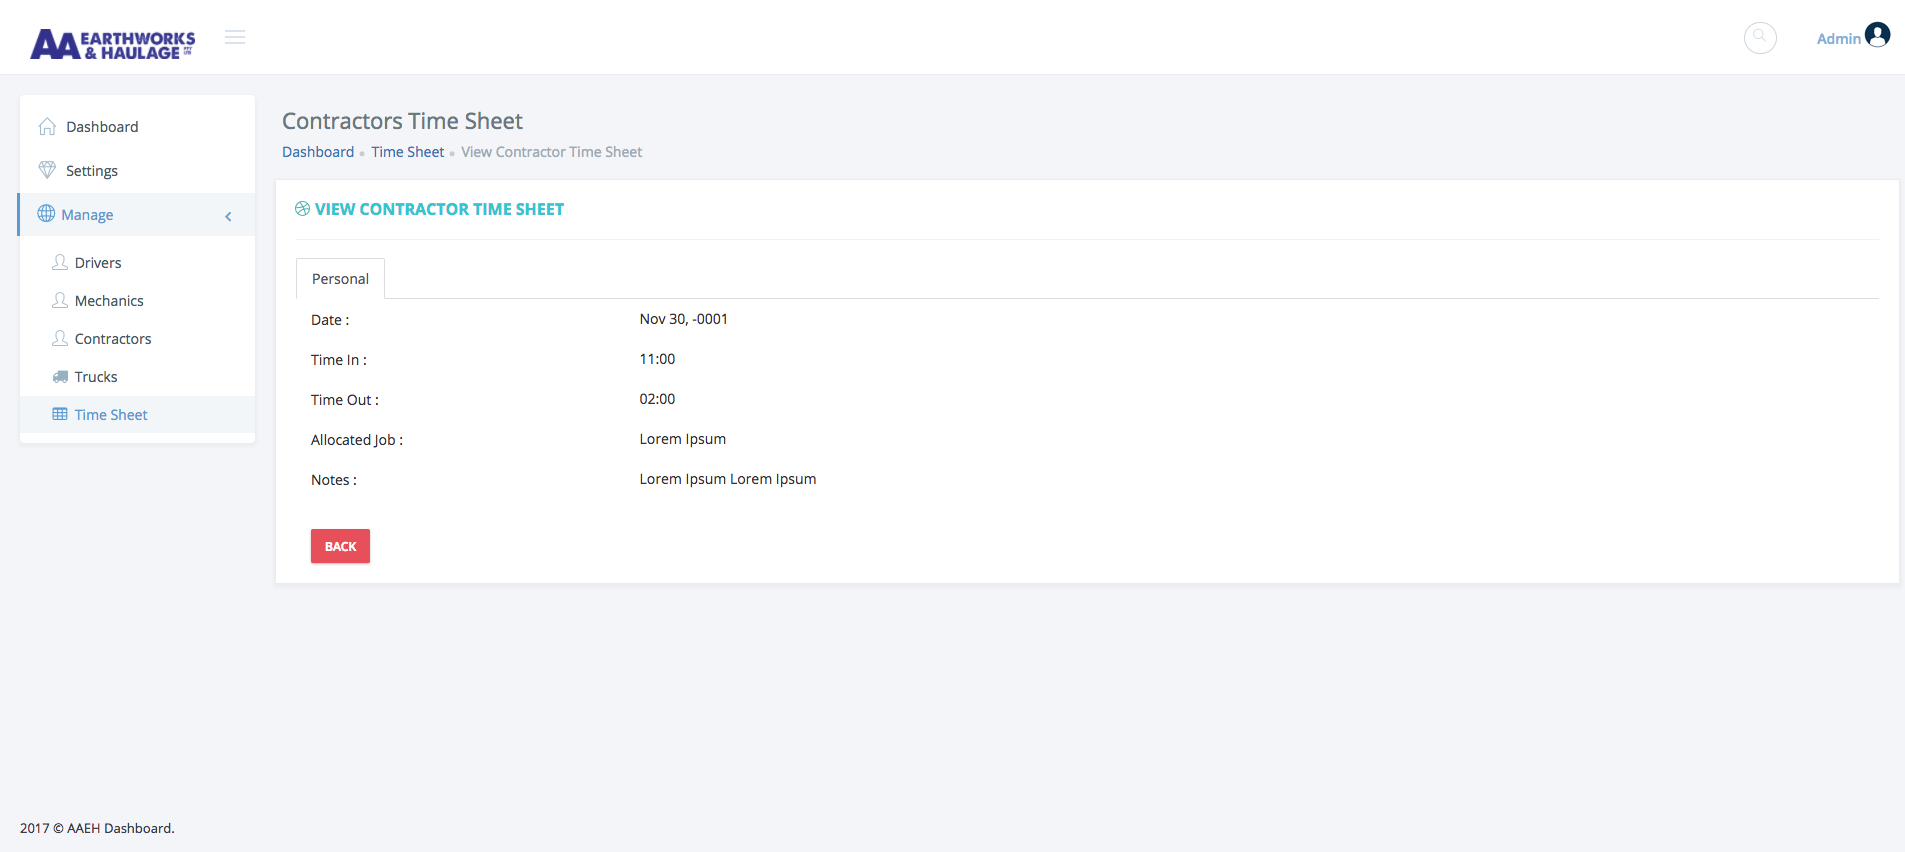 AA EARTHWORKS
& HAULAGE PTY LTD
Admin
Dashboard
Settings
Manage
Drivers
Mechanics
Contractors
Trucks
Time Sheet
Contractors Time Sheet
Dashboard Time Sheet View Contractor Time Sheet
VIEW CONTRACTOR TIME SHEET
Personal
Date : Nov 30, -0001
Time In : 11:00
Time Out : 02:00
Allocated Job : Lorem Ipsum
Notes : Lorem Ipsum Lorem Ipsum
BACK
2017 © AAEH Dashboard.